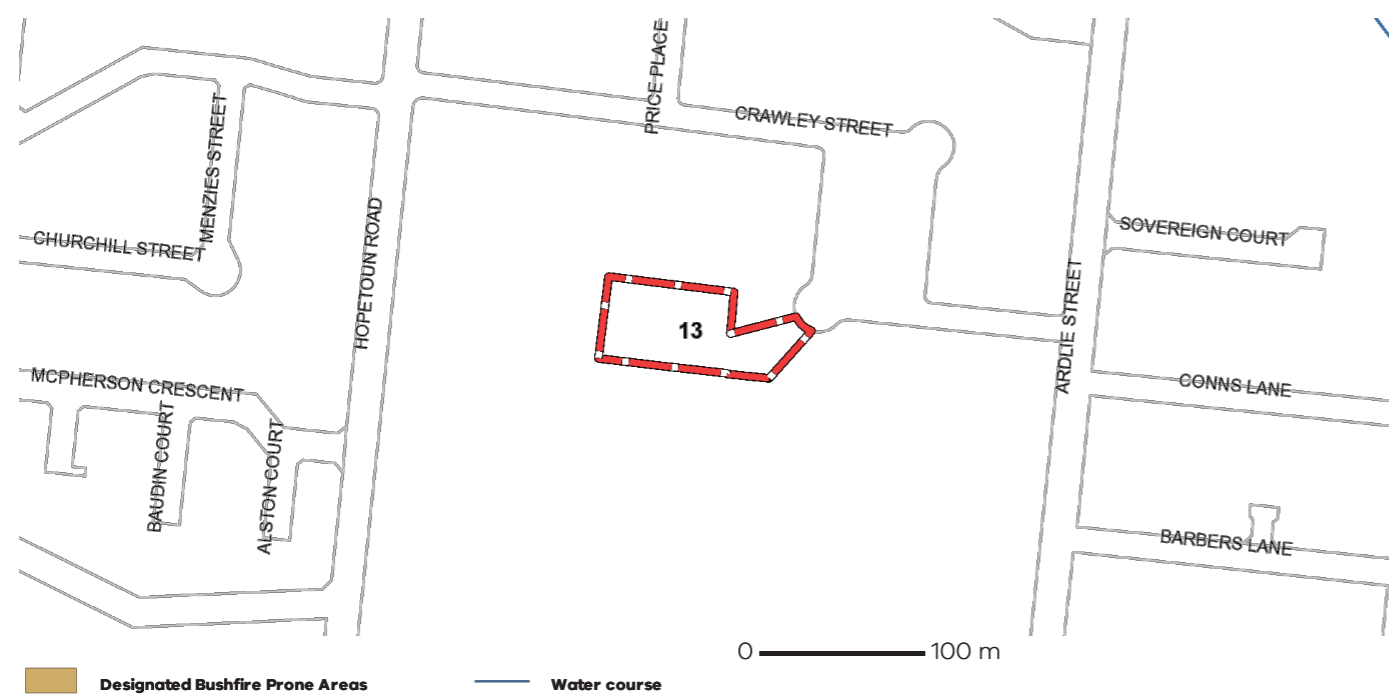 PRICE PLACE
CRAWLEY STREET
MENZIES STREET
CHURCHILL STREET
HOPETOUN ROAD
SOVEREIGN COURT
ARDLIE STREET
13
MCPHERSON CRESCENT
CONNS LANE
BAUDIN COURT
ALSTON COURT
BARBERS LANE
0 100 m
Designated Bushfire Prone Areas Water course